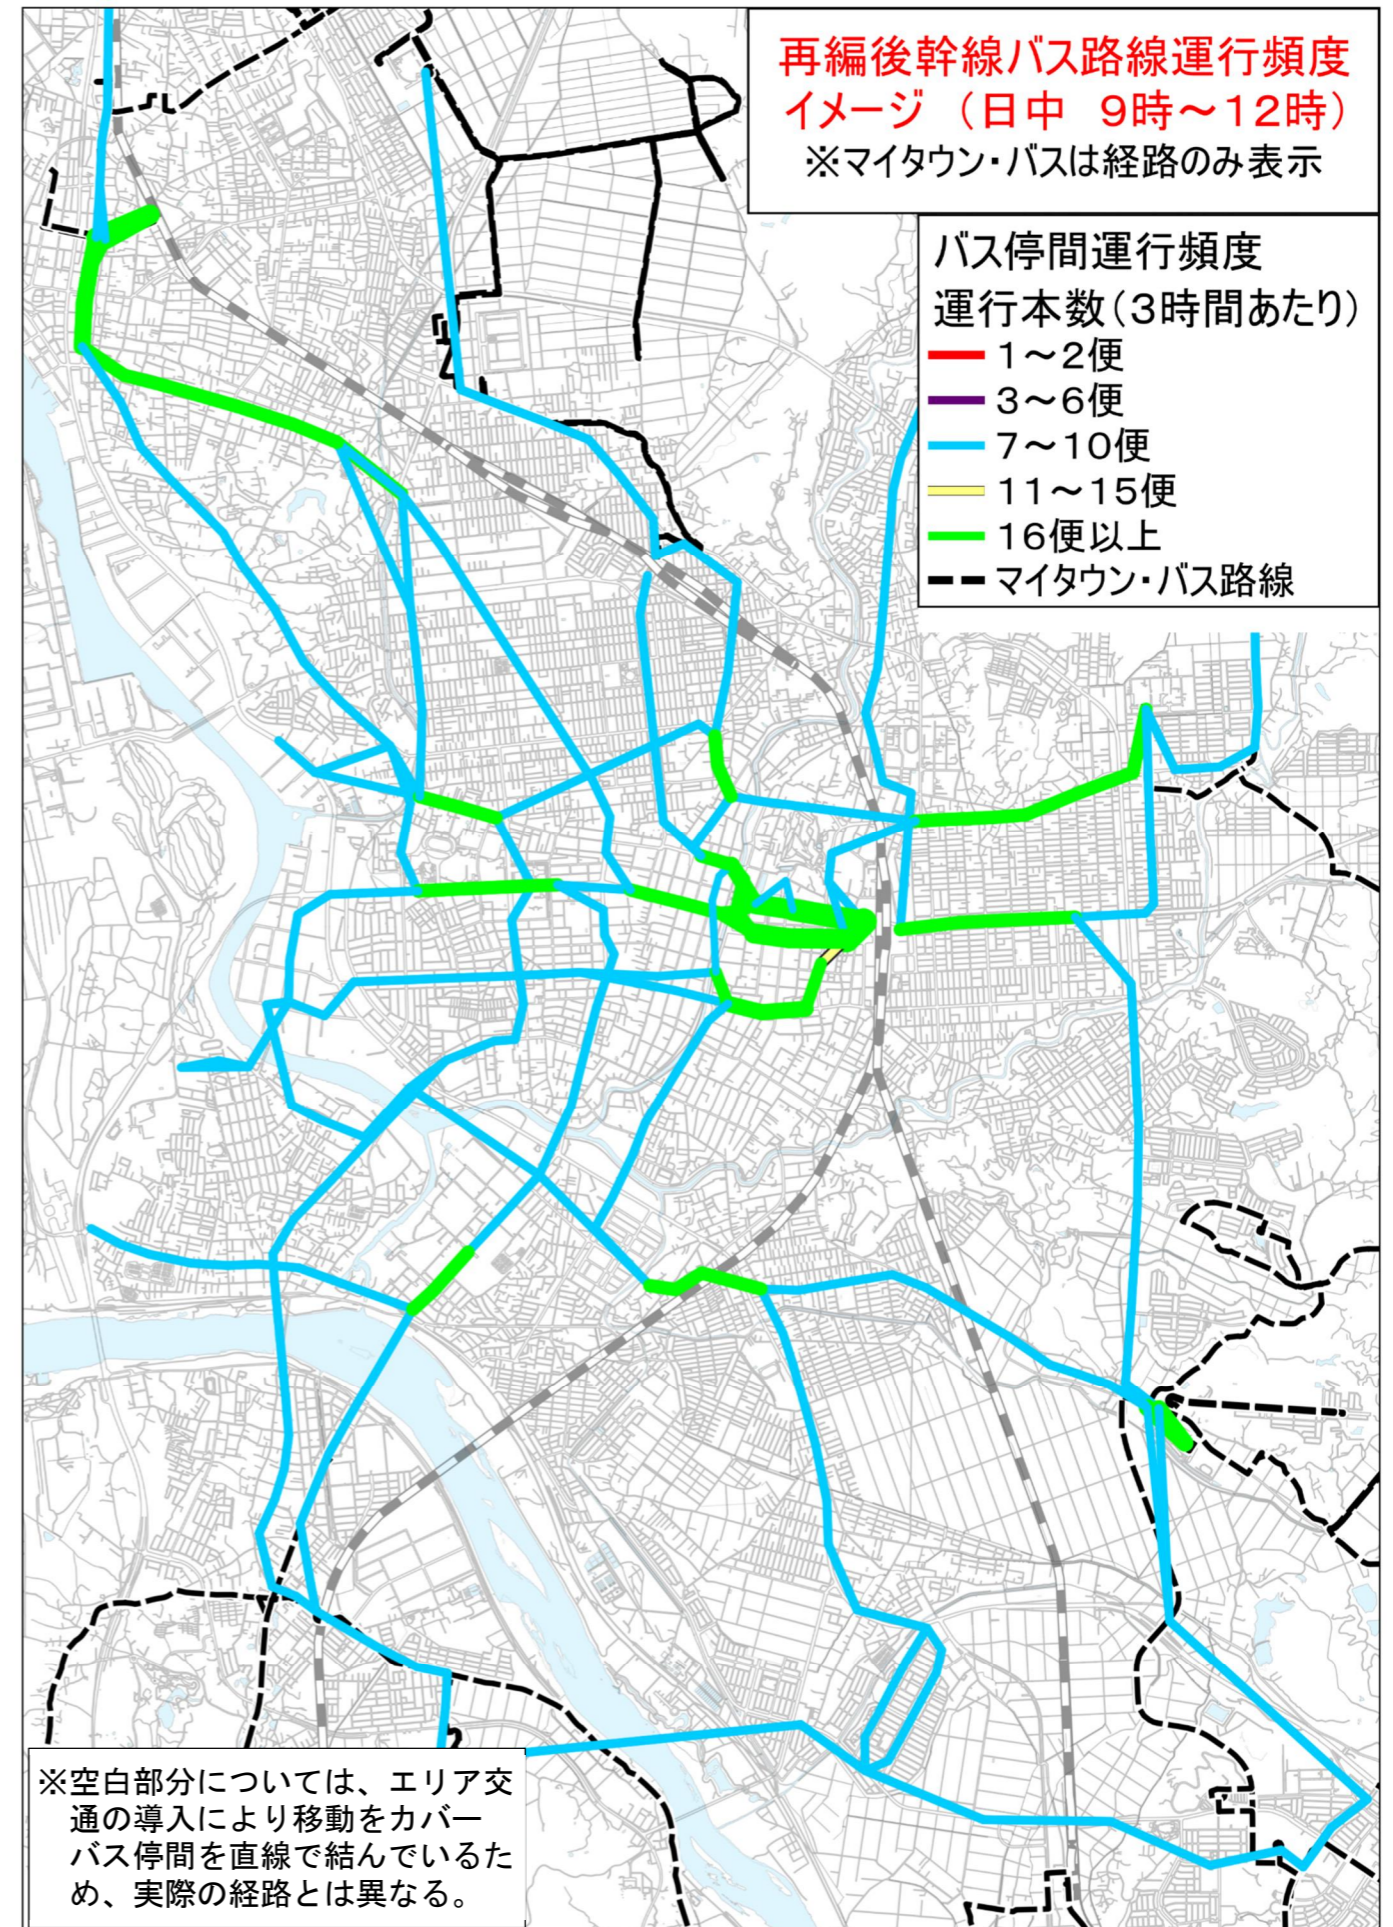 再編後幹線バス路線運行頻度
イメージ （日中　9時～12時）
※マイタウン・バスは経路のみ表示
バス停間運行頻度
運行本数（3時間あたり）
1～2便
3～6便
7～10便
11～15便
16便以上
マイタウン・バス路線
※空白部分については、エリア交
通の導入により移動をカバー
バス停間を直線で結んでいるた
め、実際の経路とは異なる。